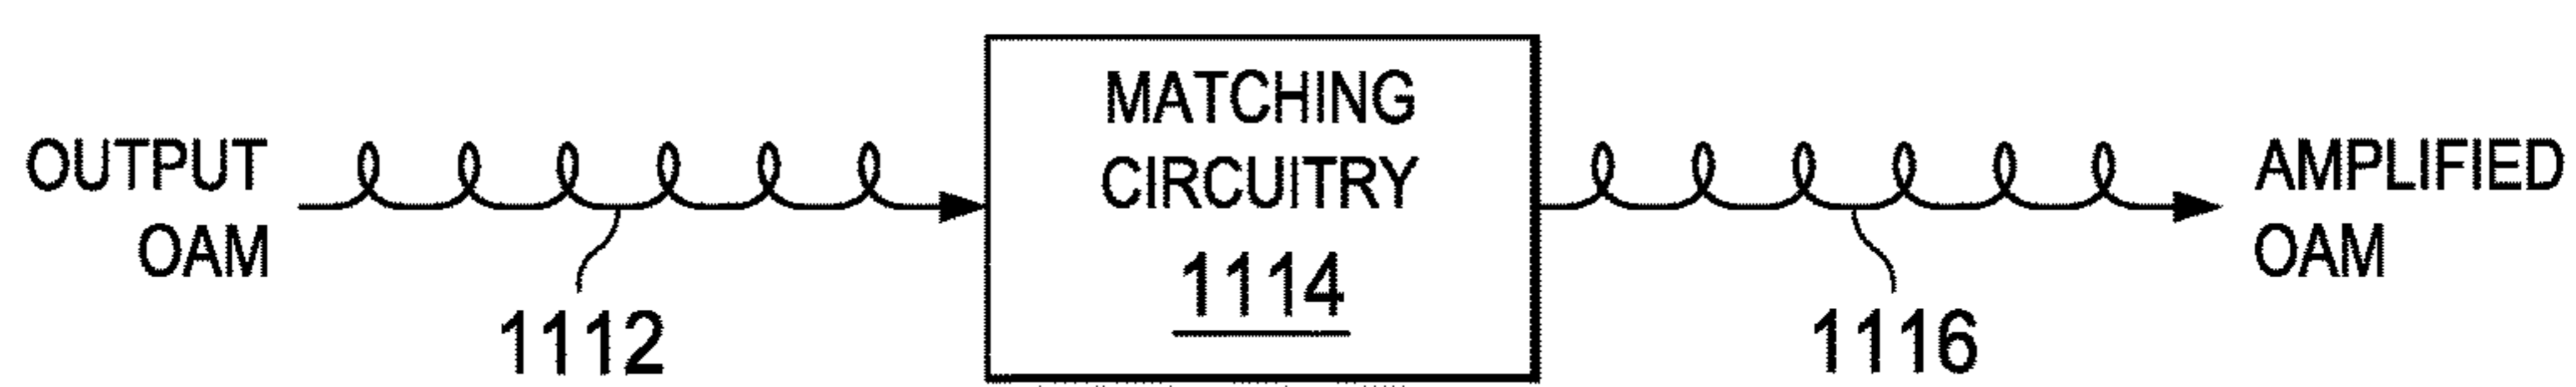 OUTPUT
OAM
1112
MATCHING
CIRCUITRY
1114
1116
AMPLIFIED
OAM